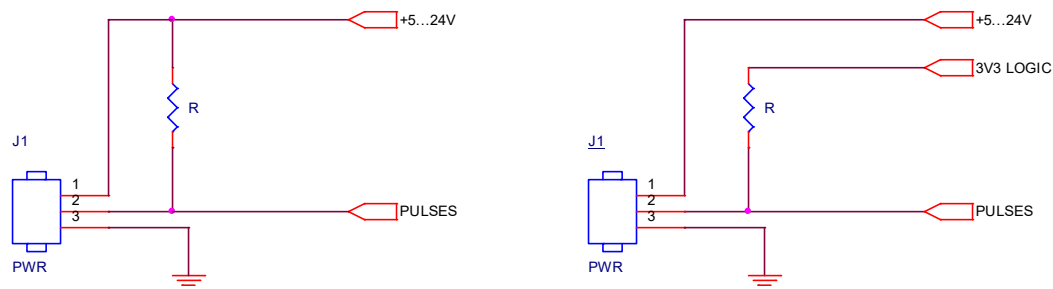 +5...24V
R
J1
1
2
3
PULSES
PWR
+5...24V
3V3 LOGIC
R
J1
1
2
3
PULSES
PWR